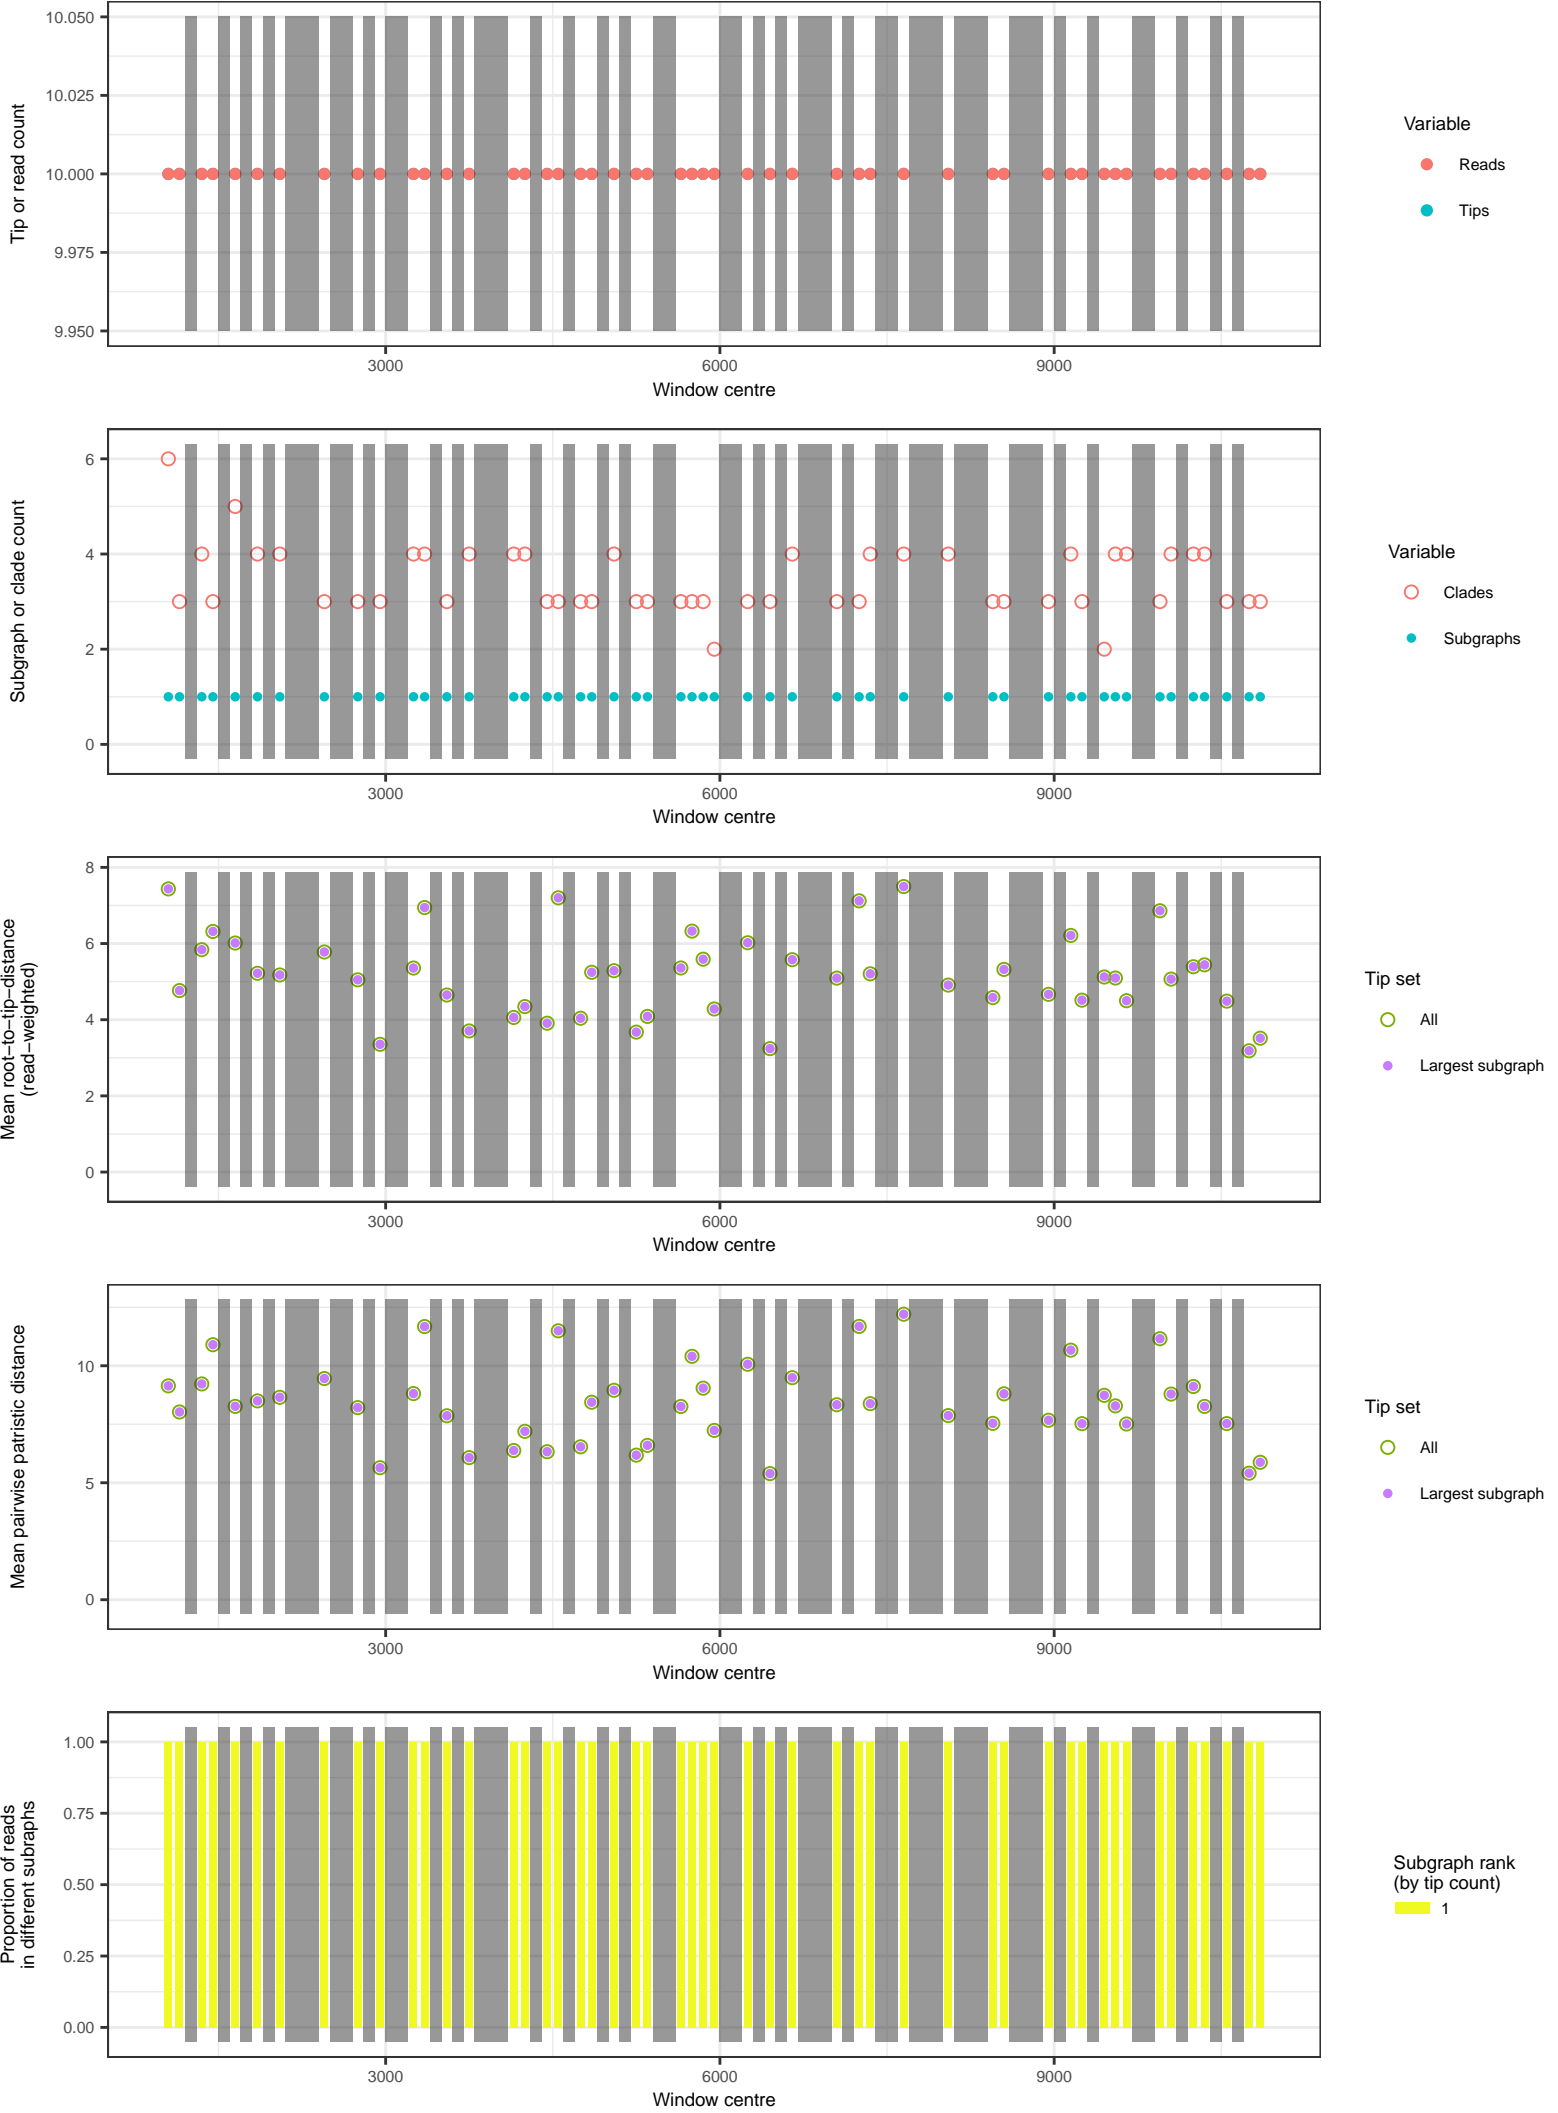 10.050
10.025
10.000
9.975
9.950
Tip or read count
3000
6000
9000
Window centre
Variable
Reads
Tips
6
4
2
0
Subgraph or clade count
3000
6000
9000
Window centre
Variable
Clades
Subgraphs
8
6
4
2
0
Mean root−to−tip−distance
(read−weighted)
3000
6000
9000
Window centre
Tip set
All
Largest subgraph
10
5
0
Mean pairwise patristic distance
3000
6000
9000
Window centre
Tip set
All
Largest subgraph
1.00
0.75
0.50
0.25
0.00
Proportion of reads
in different subraphs
3000
6000
9000
Window centre
Subgraph rank
(by tip count)
1